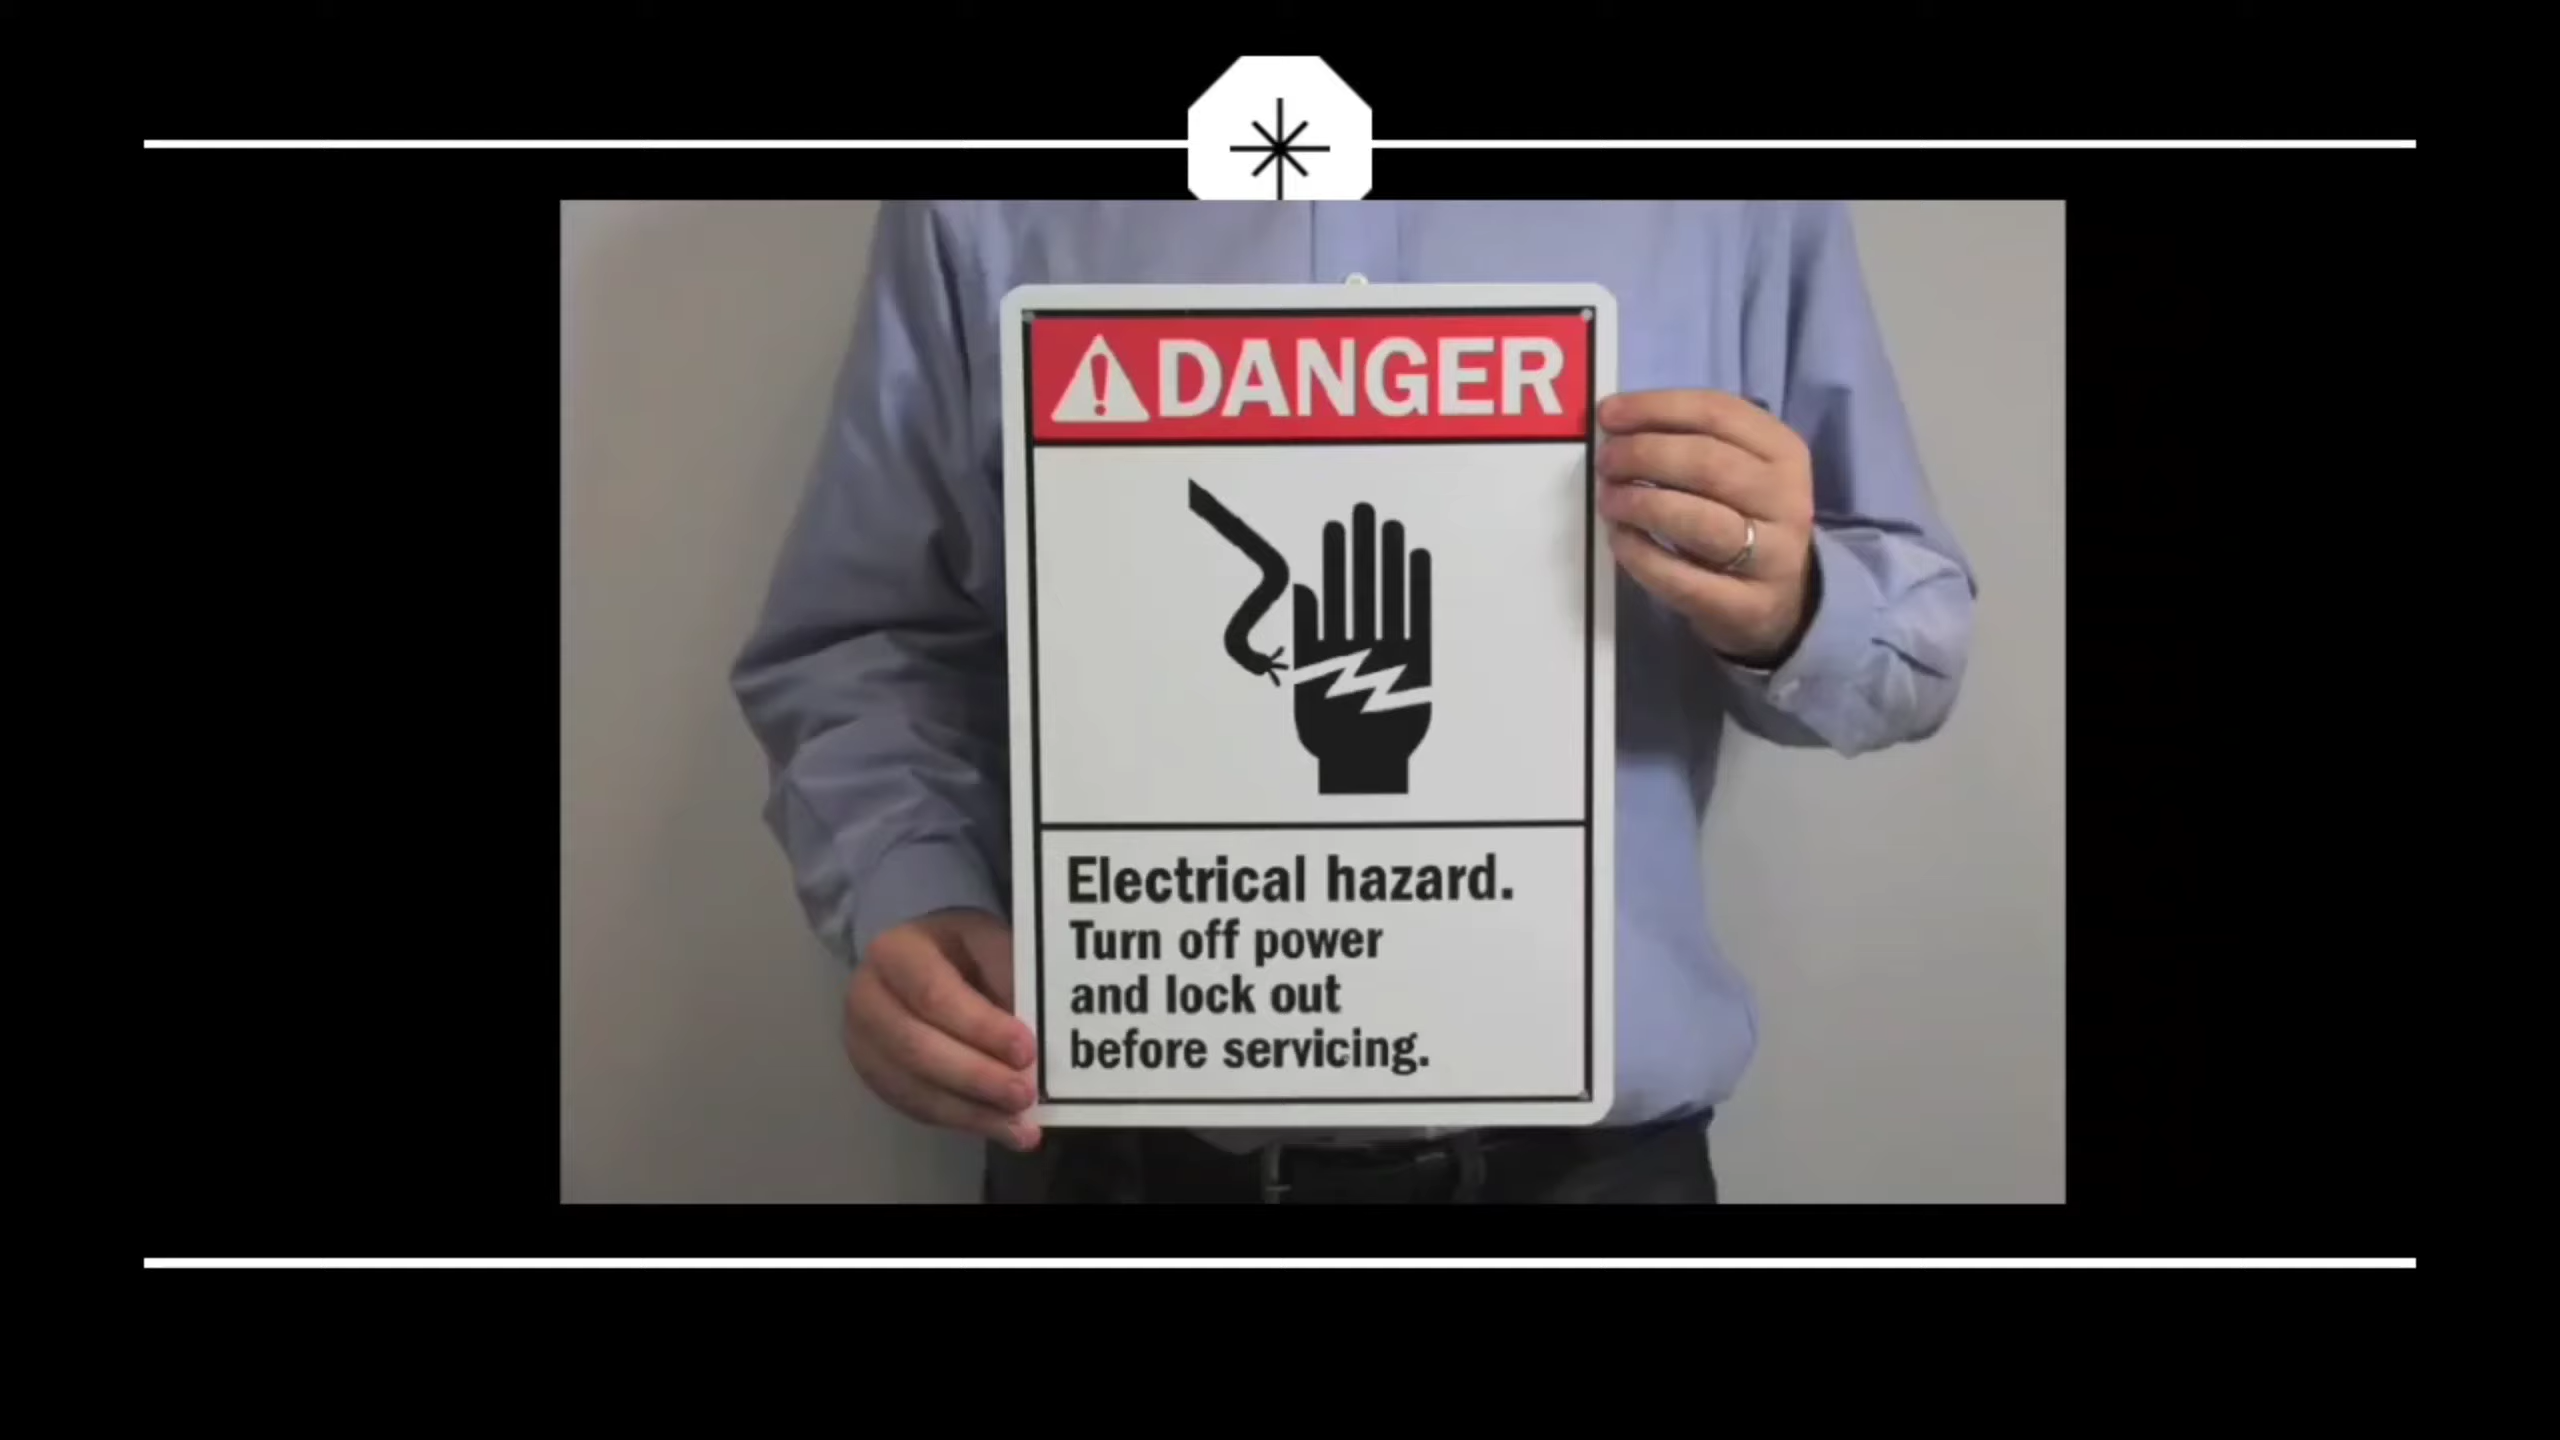 DANGER
Electrical hazard.
Turn off power
and lock out
before servicing.